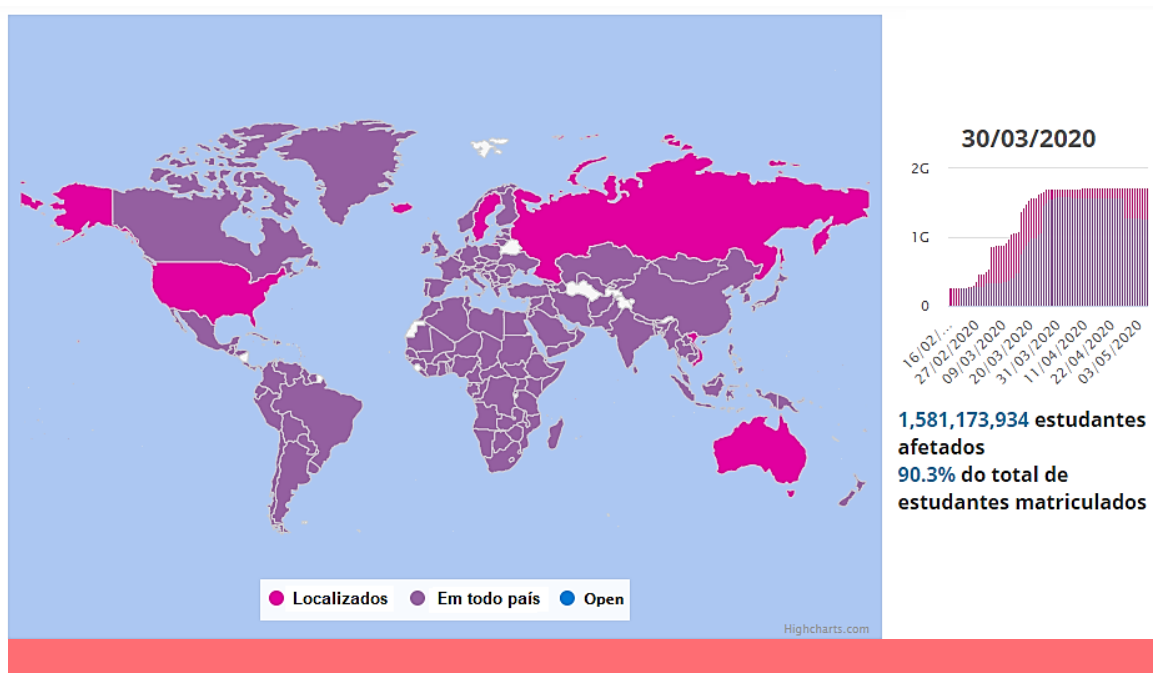 30/03/2020
2G
1G
0
16/02/...
27/02/2020
09/03/2020
20/03/2020
31/03/2020
11/04/2020
22/04/2020
03/05/2020
1,581,173,934 estudantes
afetados
90.3% do total de
estudantes matriculados
Localizados Em todo país Open
Highcharts.com